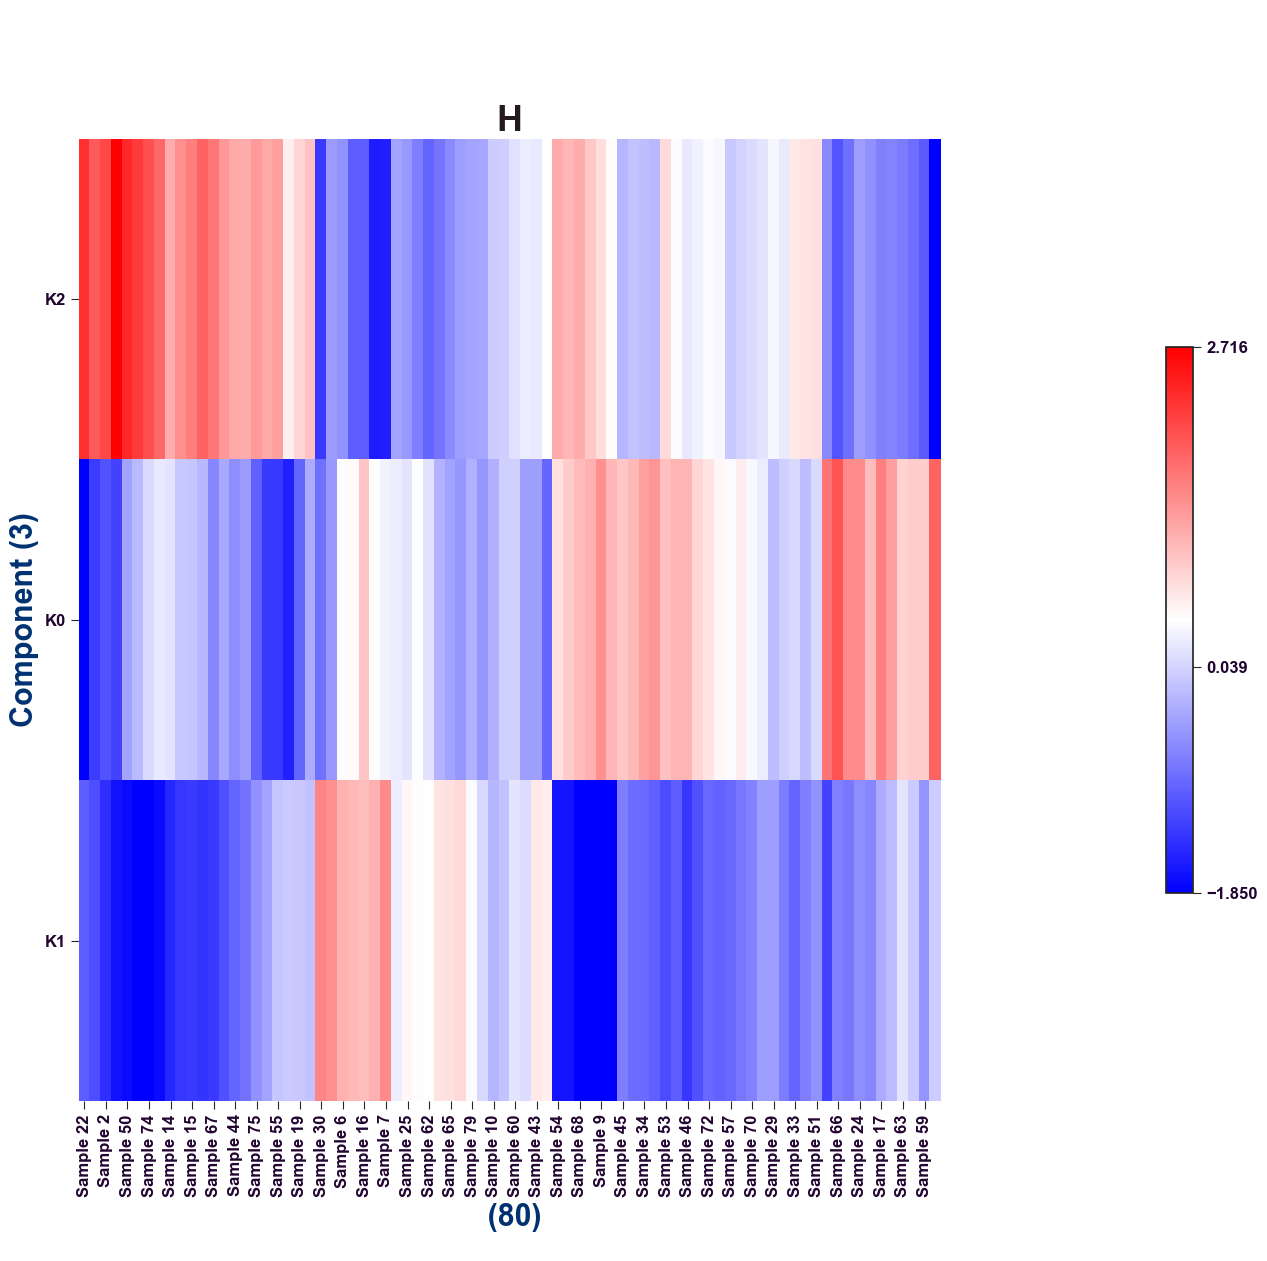 H
K2
K0
K1
Component (3)
Sample 22
Sample 2
Sample 50
Sample 74
Sample 14
Sample 15
Sample 67
Sample 44
Sample 75
Sample 55
Sample 19
Sample 30
Sample 6
Sample 16
Sample 7
Sample 25
Sample 62
Sample 65
Sample 79
Sample 10
Sample 60
Sample 43
Sample 54
Sample 68
Sample 9
Sample 45
Sample 34
Sample 53
Sample 46
Sample 72
Sample 57
Sample 70
Sample 29
Sample 33
Sample 51
Sample 66
Sample 24
Sample 17
Sample 63
Sample 59
(80)
2.716
0.039
−1.850